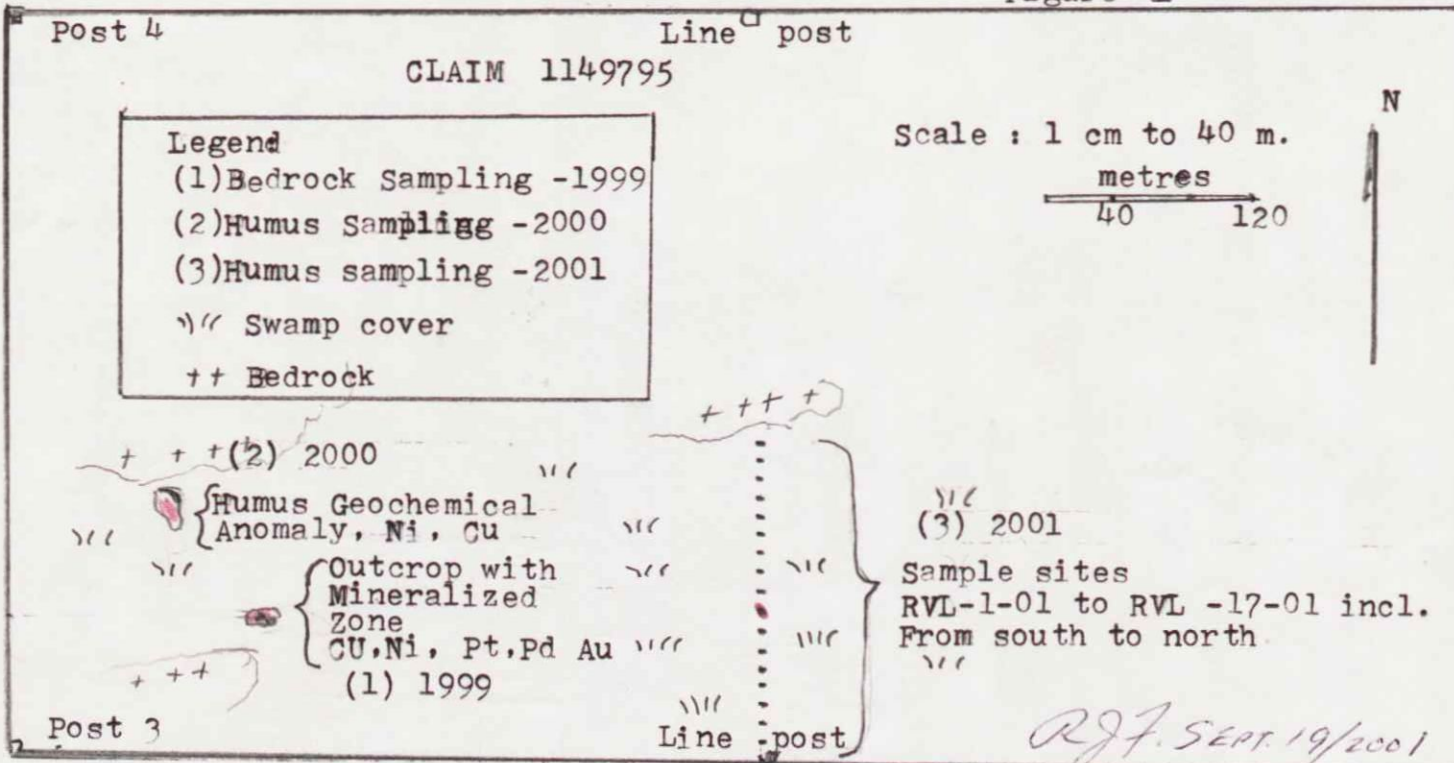 Post 4
Line post
CLAIM 1149795
N
Legend
(1)Bedrock Sampling -1999
(2)Humus Sampling -2000
(3)Humus sampling -2001
Swamp cover
++ Bedrock
Scale : 1 cm to 40 m.
metres
40 120
+ + + +
+ + + (2) 2000
Humus Geochemical
Anomaly, Ni, Cu
Outcrop with
Mineralized
Zone
CU,Ni, Pt,Pd Au
(1) 1999
+ ++
(3) 2001
Sample sites
RVL-1-01 to RVL -17-01 incl.
From south to north
Post 3
Line post
RJF. SEPT. 19/2001